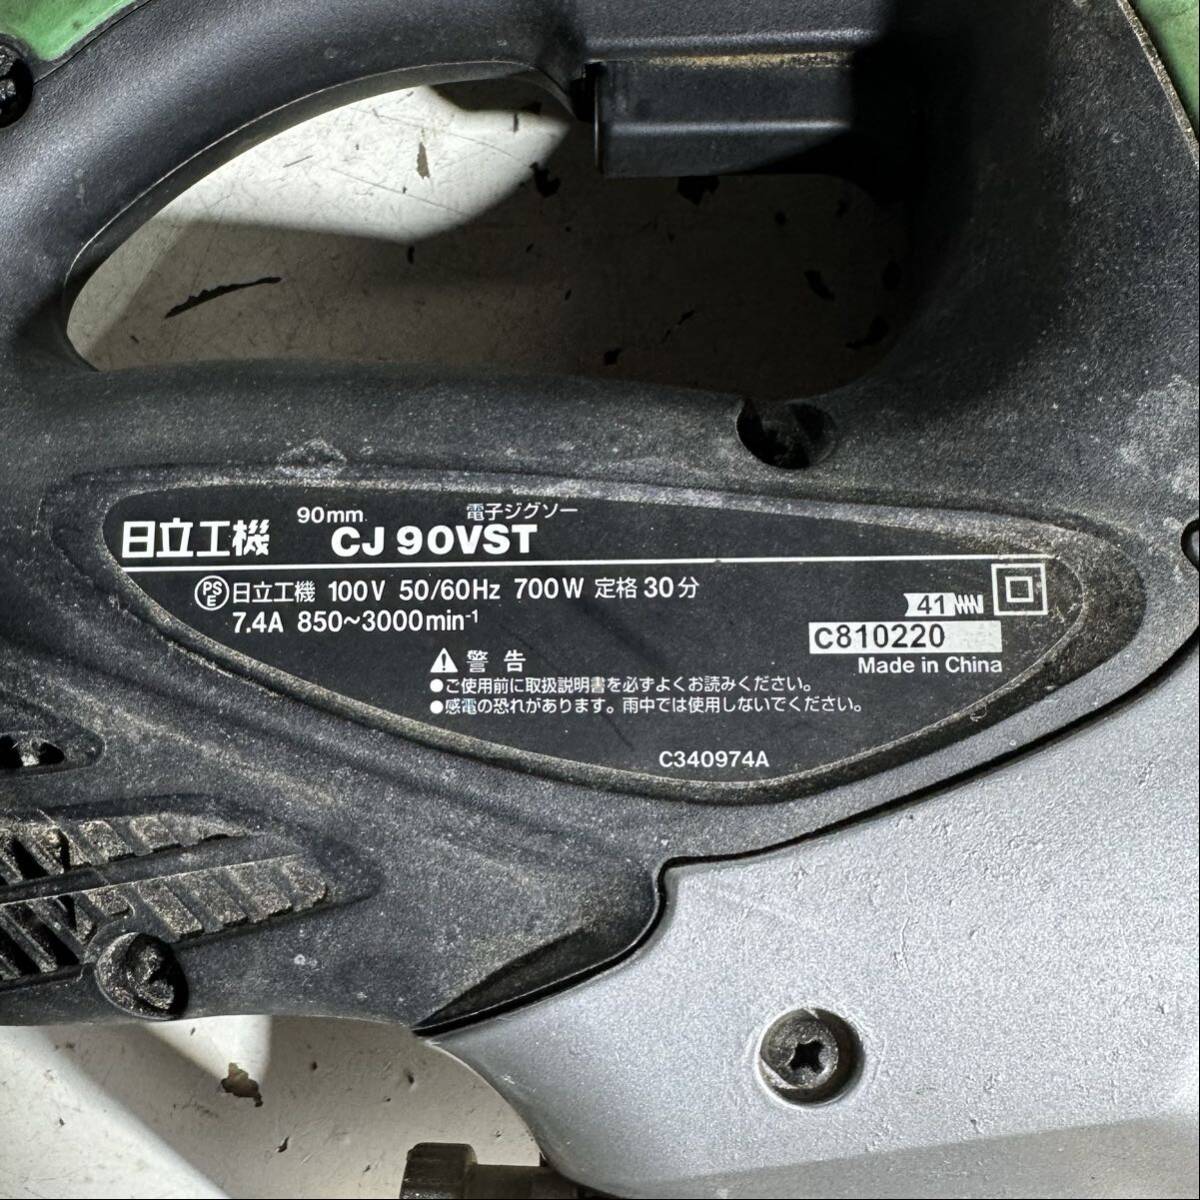 90mm 電子ジグソー
日立工機 CJ 90VST
PSE 日立工機 100V 50/60Hz 700W 定格30分
7.4A 850~3000min-1
41
C810220
Made in China
警告
●ご使用前に取扱説明書を必ずよくお読みください。
●感電の恐れがあります。雨中では使用しないでください。
C340974A